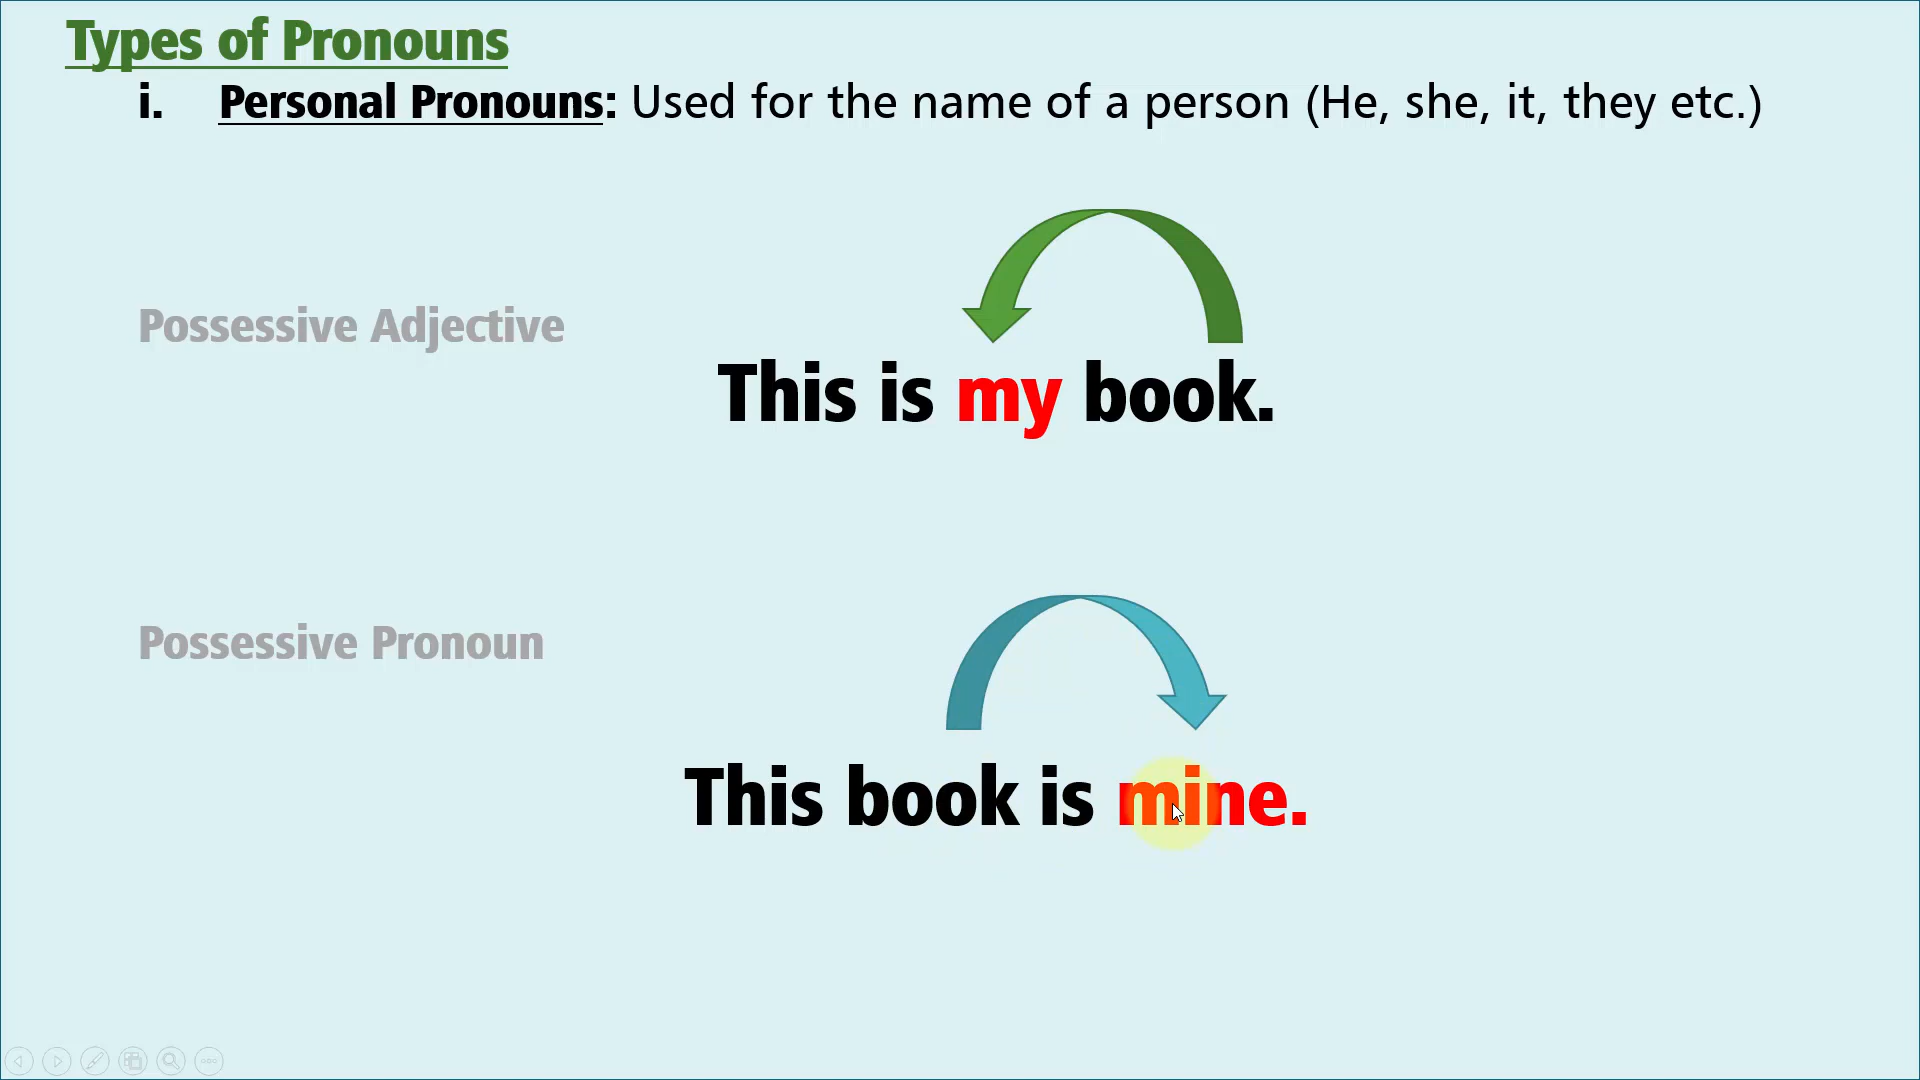 Types of Pronouns
i. Personal Pronouns: Used for the name of a person (He, she, it, they etc.)
Possessive Adjective
This is my book.
Possessive Pronoun
This book is mine.